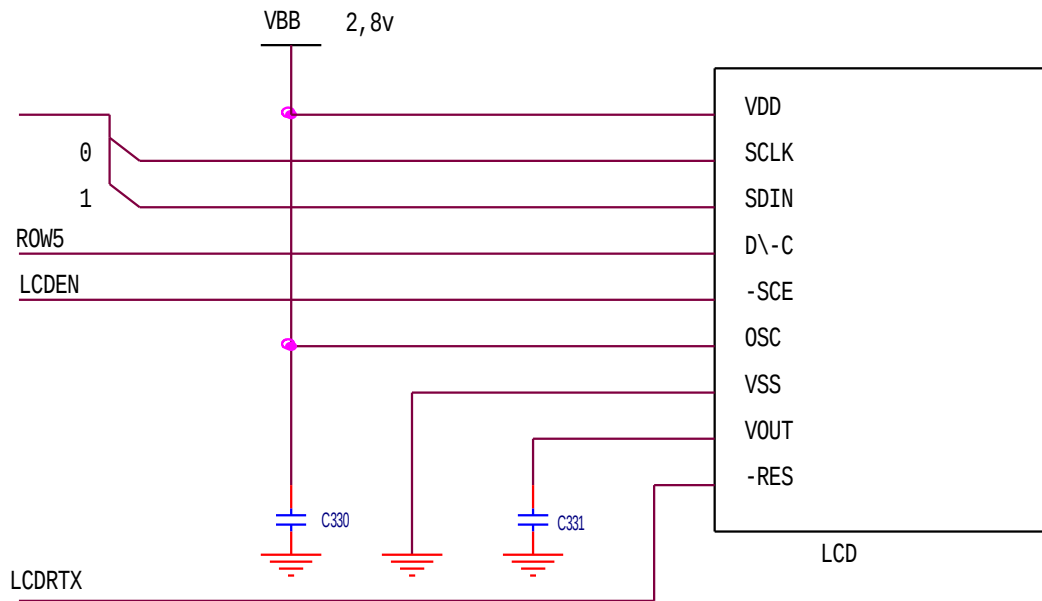 VBB 2,8v
VDD
0 SCLK
1 SDIN
ROW5 D\-C
LCDEN -SCE
OSC
VSS
VOUT
-RES
C330 C331
LCD
LCDRTX